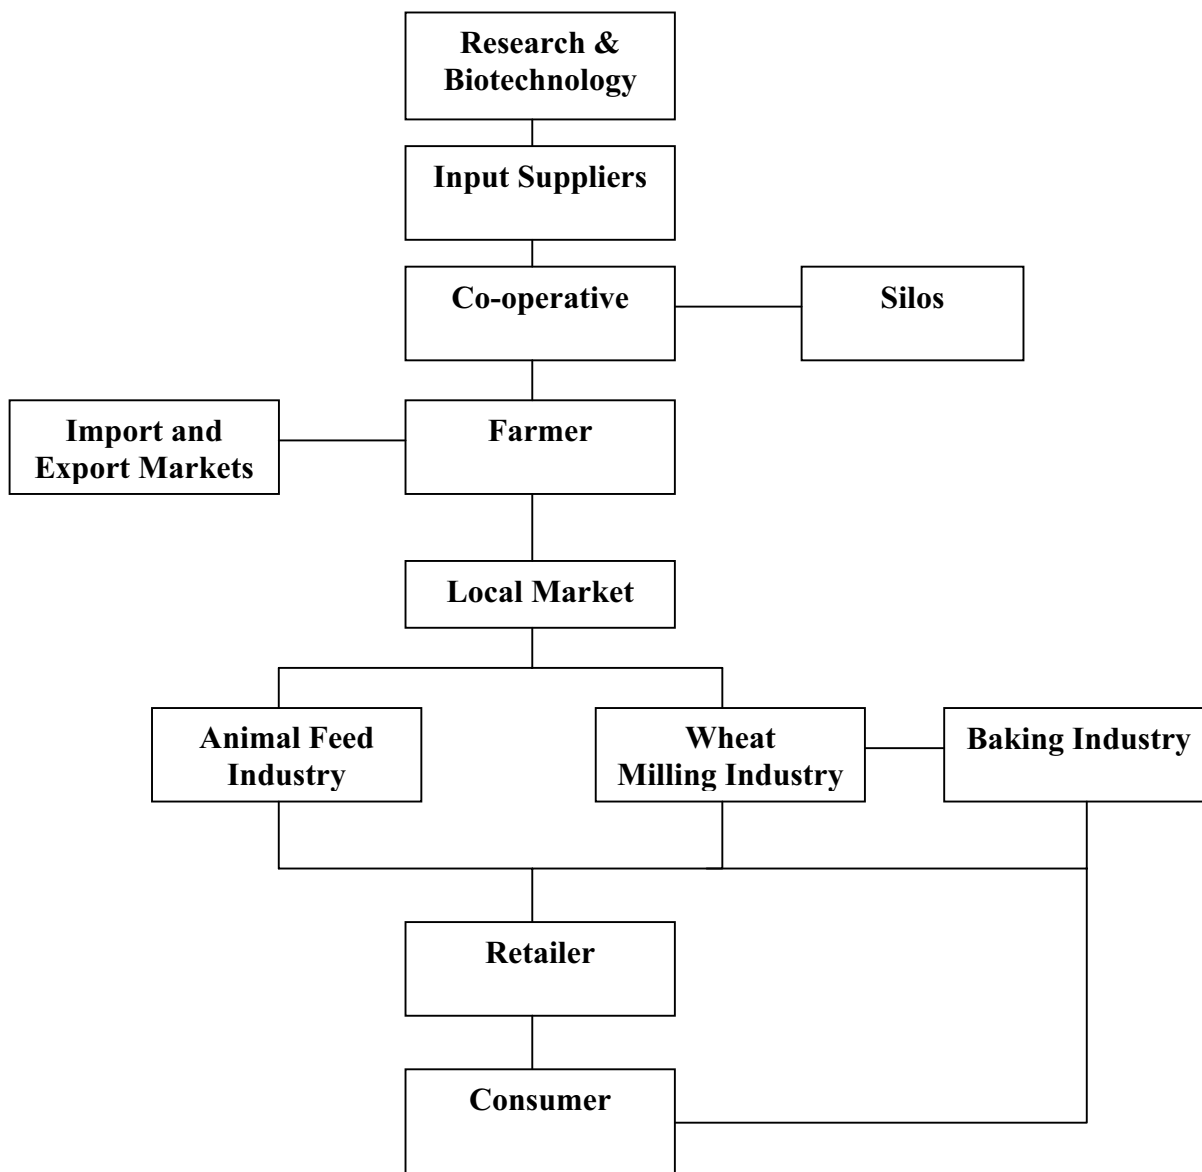 Research &
Biotechnology
Input Suppliers
Co-operative
Silos
Import and
Export Markets
Farmer
Local Market
Animal Feed
Industry
Wheat
Milling Industry
Baking Industry
Retailer
Consumer